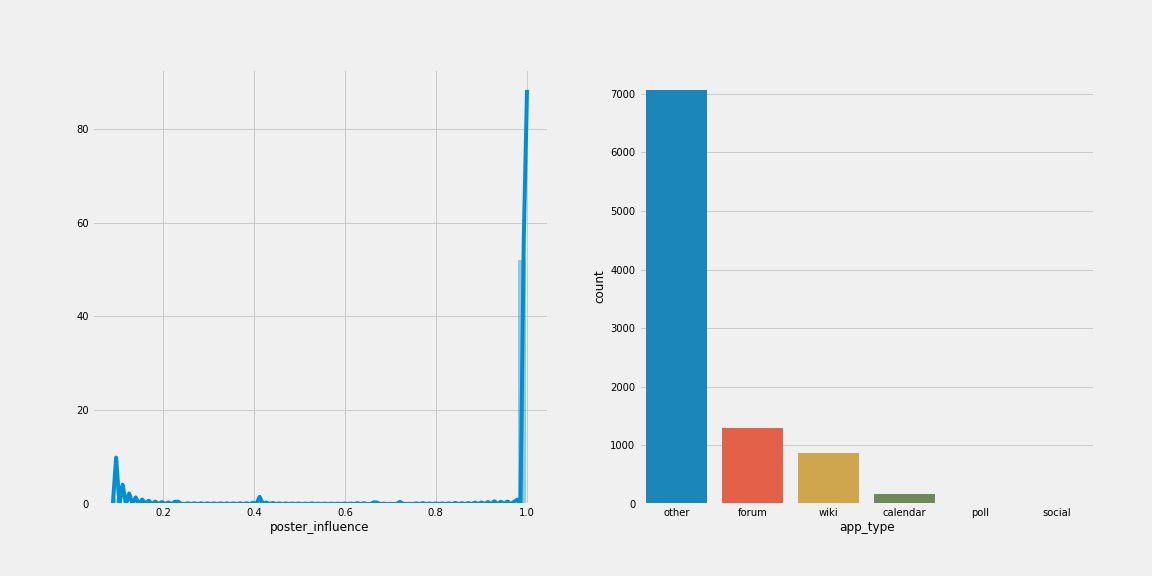 80
60
40
20
0
0.2 0.4 0.6 0.8 1.0
poster_influence
7000
6000
5000
4000
3000
2000
1000
0
count
other forum wiki calendar poll social
app_type